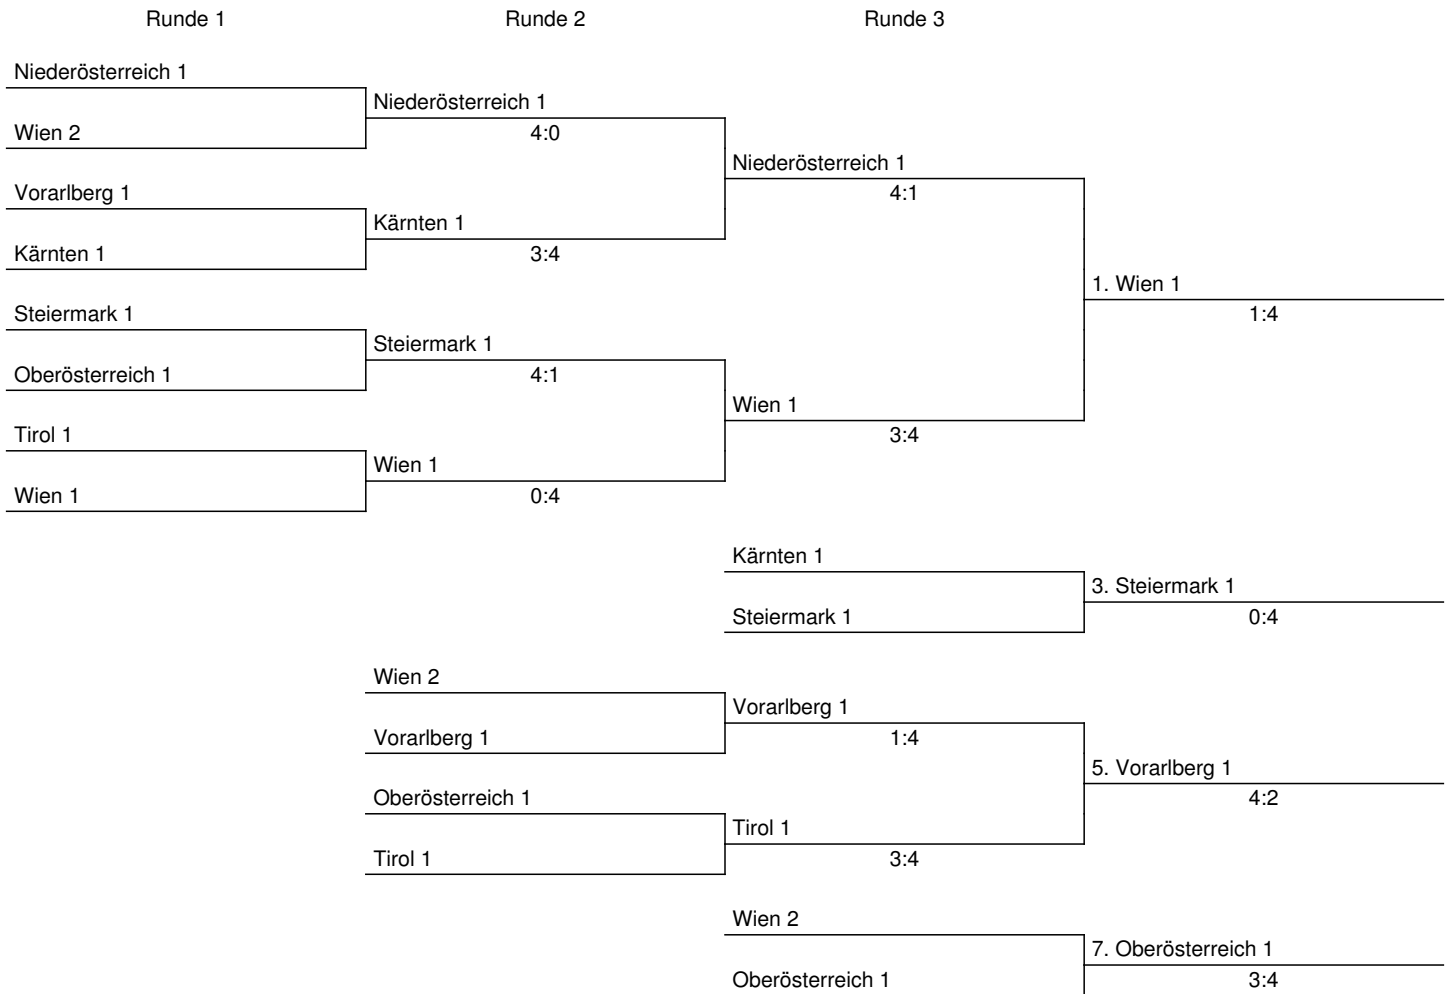 Runde 1 Runde 2 Runde 3
Niederösterreich 1
Niederösterreich 1
Wien 2 4:0
Niederösterreich 1
Vorarlberg 1 4:1
Kärnten 1
Kärnten 1 3:4
1. Wien 1
Steiermark 1 1:4
Steiermark 1
Oberösterreich 1 4:1
Wien 1
Tirol 1 3:4
Wien 1
Wien 1 0:4
Kärnten 1
3. Steiermark 1
Steiermark 1 0:4
Wien 2
Vorarlberg 1
Vorarlberg 1 1:4
5. Vorarlberg 1
Oberösterreich 1 4:2
Tirol 1
Tirol 1 3:4
Wien 2
7. Oberösterreich 1
Oberösterreich 1 3:4